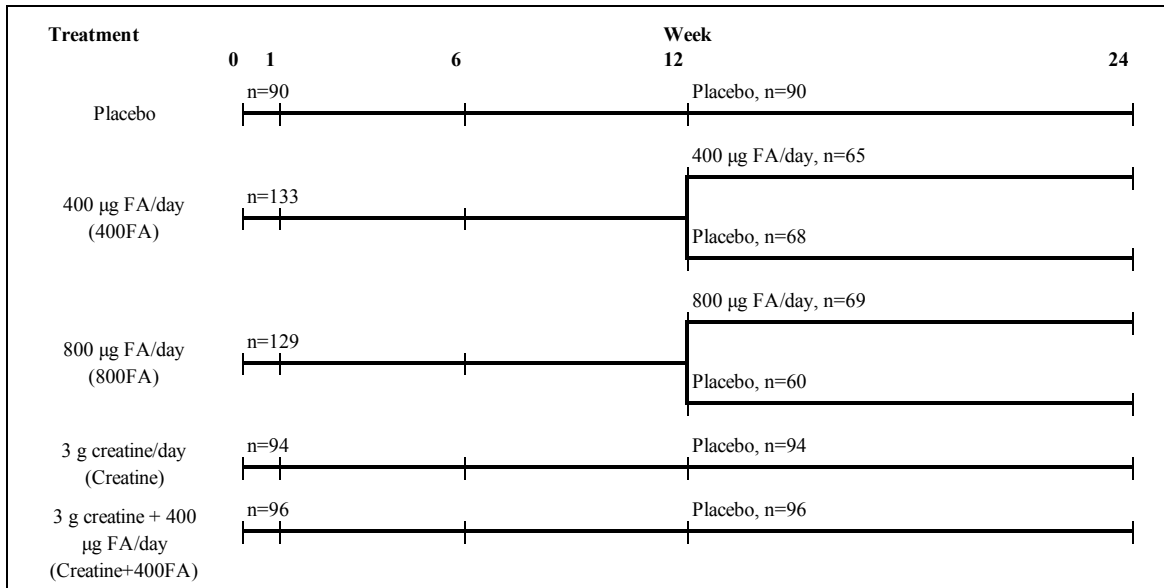 Treatment Week
0 1 6 12 24
n=90 Placebo, n=90
Placebo
400 μg FA/day, n=65
n=133
400 μg FA/day
(400FA)
Placebo, n=68
800 μg FA/day, n=69
n=129
800 μg FA/day
(800FA)
Placebo, n=60
3 g creatine/day
(Creatine)
n=94 Placebo, n=94
3 g creatine + 400
μg FA/day
(Creatine+400FA)
n=96 Placebo, n=96